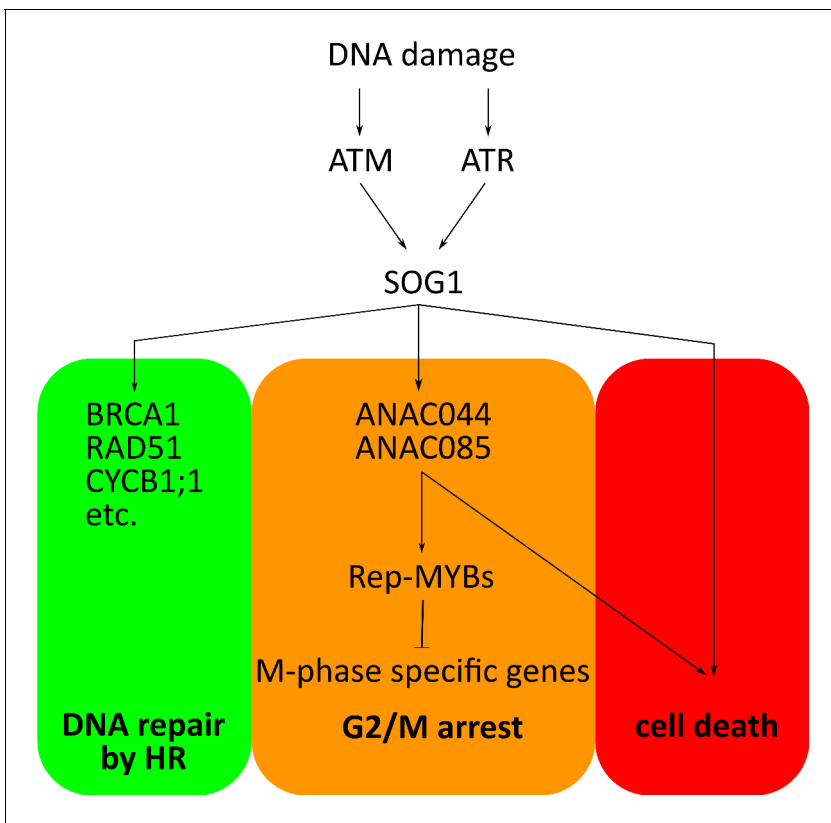 DNA damage
ATM ATR
SOG1
BRCA1
RAD51
CYCB1;1
etc.
ANAC044
ANAC085
Rep-MYBs
M-phase specific genes
DNA repair
by HR
G2/M arrest
cell death